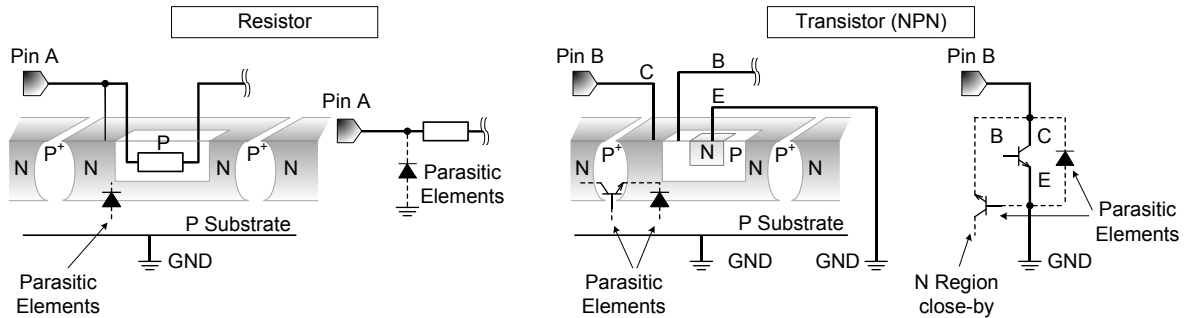 Resistor
Pin A
N
P+
N
P
N
P+
N
P Substrate
GND
Parasitic
Elements
Pin A
Parasitic
Elements
Transistor (NPN)
Pin B
C
B
E
N
P+
N
N
P
N
P+
N
P Substrate
GND
GND
Parasitic
Elements
Pin B
B
C
E
Parasitic
Elements
GND
N Region
close-by